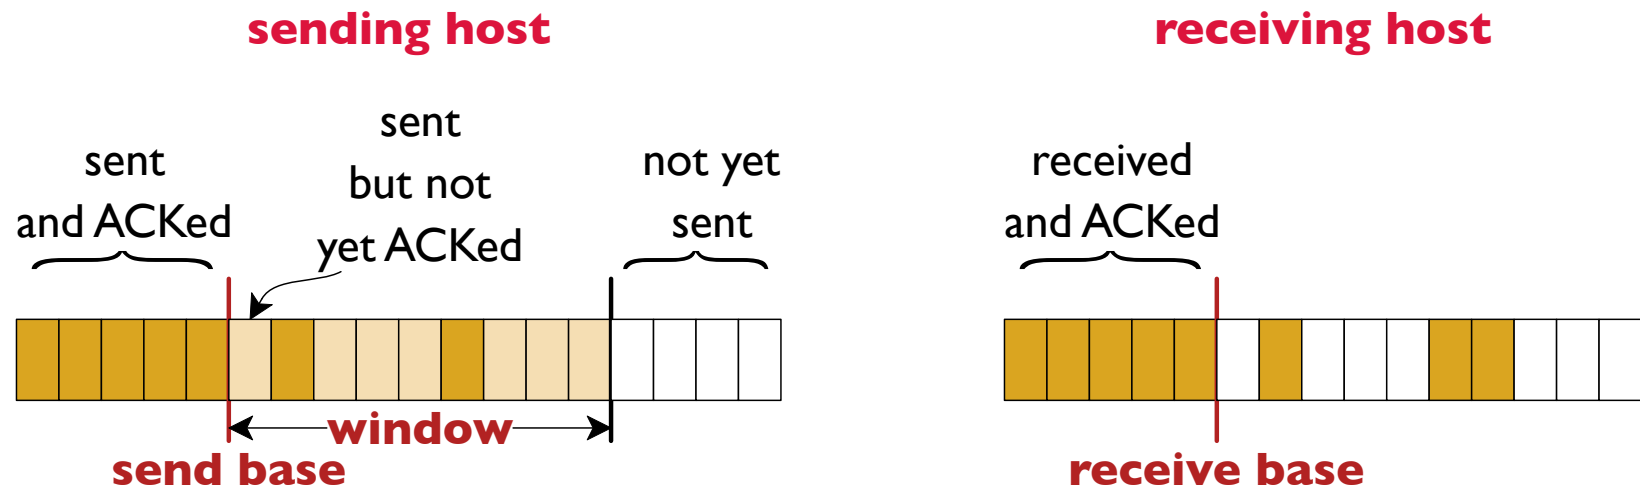 sending host
receiving host
sent
and ACKed
sent
but not
yet ACKed
not yet
sent
received
and ACKed
window
send base
receive base